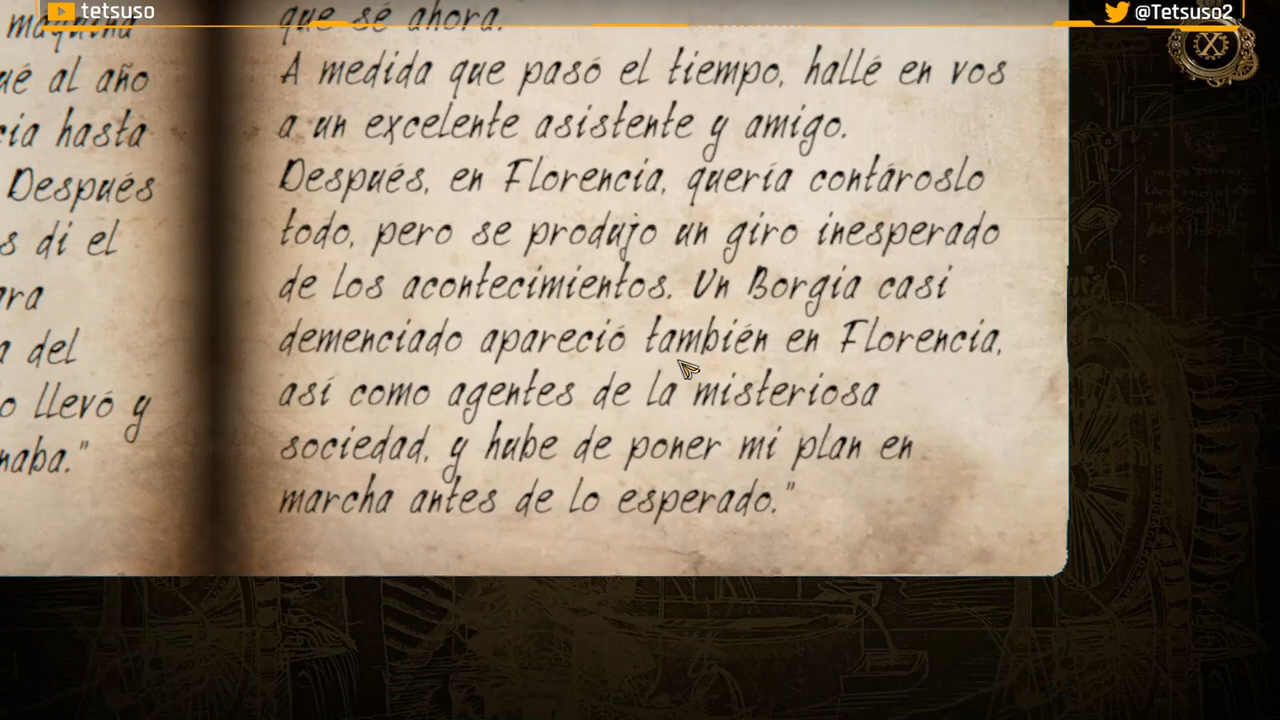 tetsuso
@Tetsuso2
máquina
ué al año
cia hasta
Después
s di el
ara
a del
o llevó y
naba."
que sé ahora.
A medida que pasó el tiempo, hallé en vos
a un excelente asistente y amigo.
Después, en Florencia, quería contároslo
todo, pero se produjo un giro inesperado
de los acontecimientos. Un Borgia casi
demenciado apareció también en Florencia,
así como agentes de la misteriosa
sociedad, y hube de poner mi plan en
marcha antes de lo esperado."